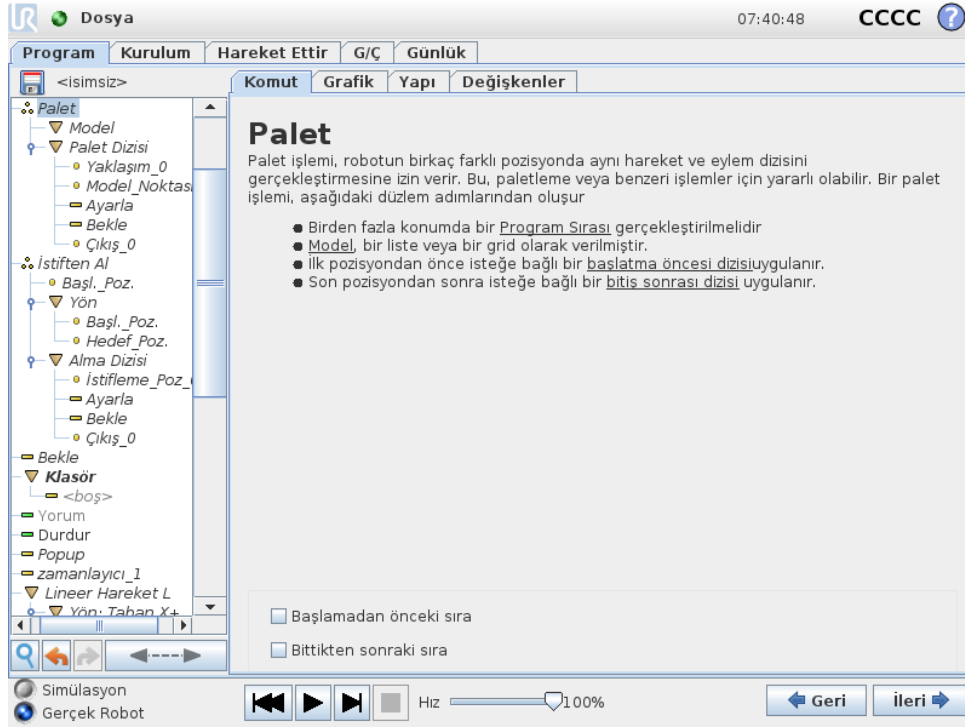 UR Dosya 07:40:48 CCCC ?
Program Kurulum Hareket Ettir G/Ç Günlük
<isimsiz>
Komut Grafik Yapı Değişkenler
Palet
Model
Palet Dizisi
Yaklaşım_0
Model_Noktas
Ayarla
Bekle
Çıkış_0
İstiften Al
Başl._Poz.
Yön
Başl._Poz.
Hedef_Poz.
Alma Dizisi
İstifleme_Poz_
Ayarla
Bekle
Çıkış_0
Bekle
Klasör
<boş>
Yorum
Durdur
Popup
zamanlayıcı_1
Lineer Hareket L
Yön: Taban X+
Palet
Palet işlemi, robotun birkaç farklı pozisyonda aynı hareket ve eylem dizisini
gerçekleştirmesine izin verir. Bu, paletleme veya benzeri işlemler için yararlı olabilir. Bir palet
işlemi, aşağıdaki düzlem adımlarından oluşur
Birden fazla konumda bir Program Sırası gerçekleştirilmelidir
Model, bir liste veya bir grid olarak verilmiştir.
İlk pozisyondan önce isteğe bağlı bir başlatma öncesi dizisiuygulanır.
Son pozisyondan sonra isteğe bağlı bir bitiş sonrası dizisi uygulanır.
Başlamadan önceki sıra
Bittikten sonraki sıra
Simülasyon
Gerçek Robot
Hız 100%
Geri İleri